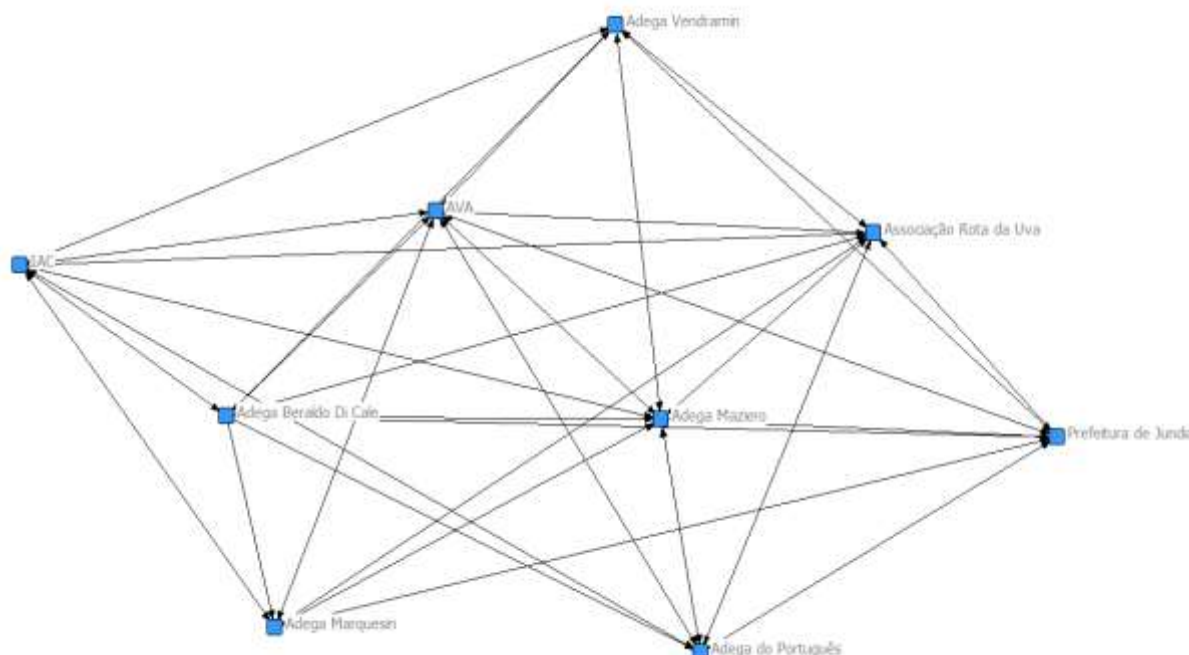 Adega Vendramin
AVA
Associação Rota da Uva
IAC
Adega Beraldo Di Cale
Adega Maziero
Prefeitura de Jundia
Adega Marquesin
Adega do Português